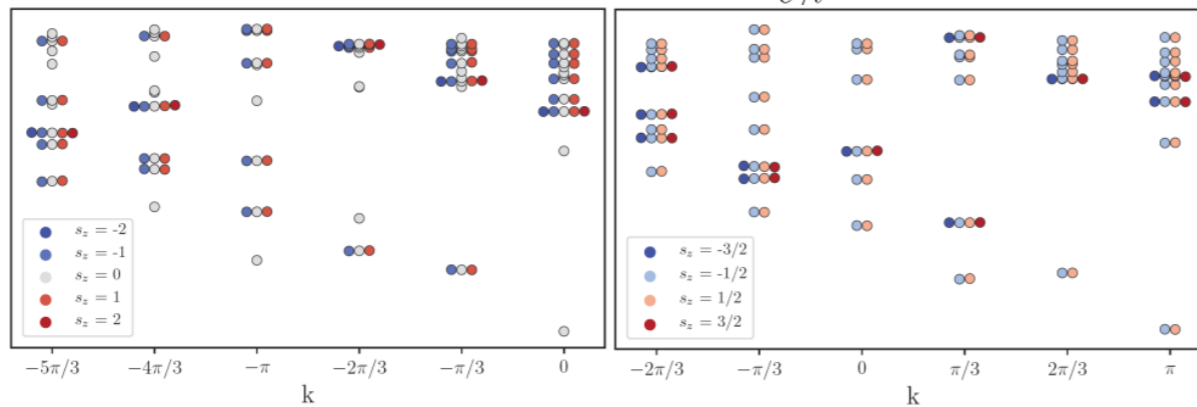 s_z = -2
s_z = -1
s_z = 0
s_z = 1
s_z = 2
−5π/3 −4π/3 −π −2π/3 −π/3 0
k
s_z = -3/2
s_z = -1/2
s_z = 1/2
s_z = 3/2
−2π/3 −π/3 0 π/3 2π/3 π
k